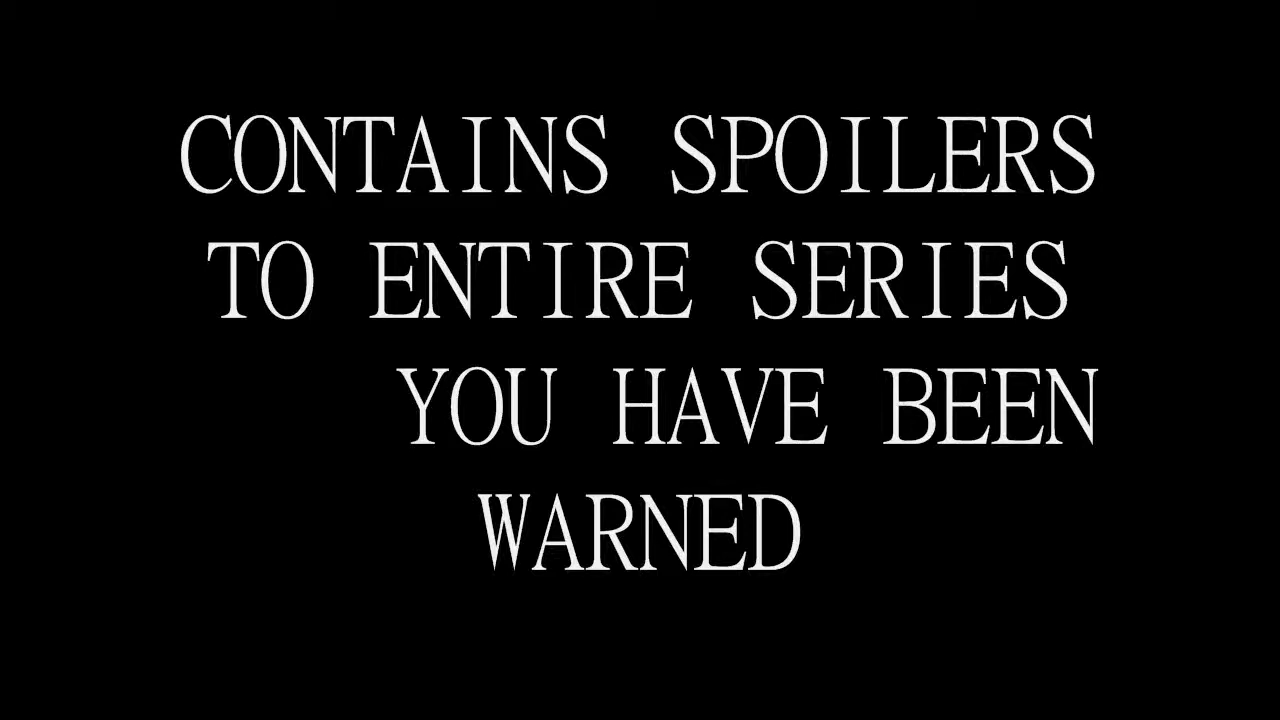 CONTAINS SPOILERS
TO ENTIRE SERIES
YOU HAVE BEEN
WARNED